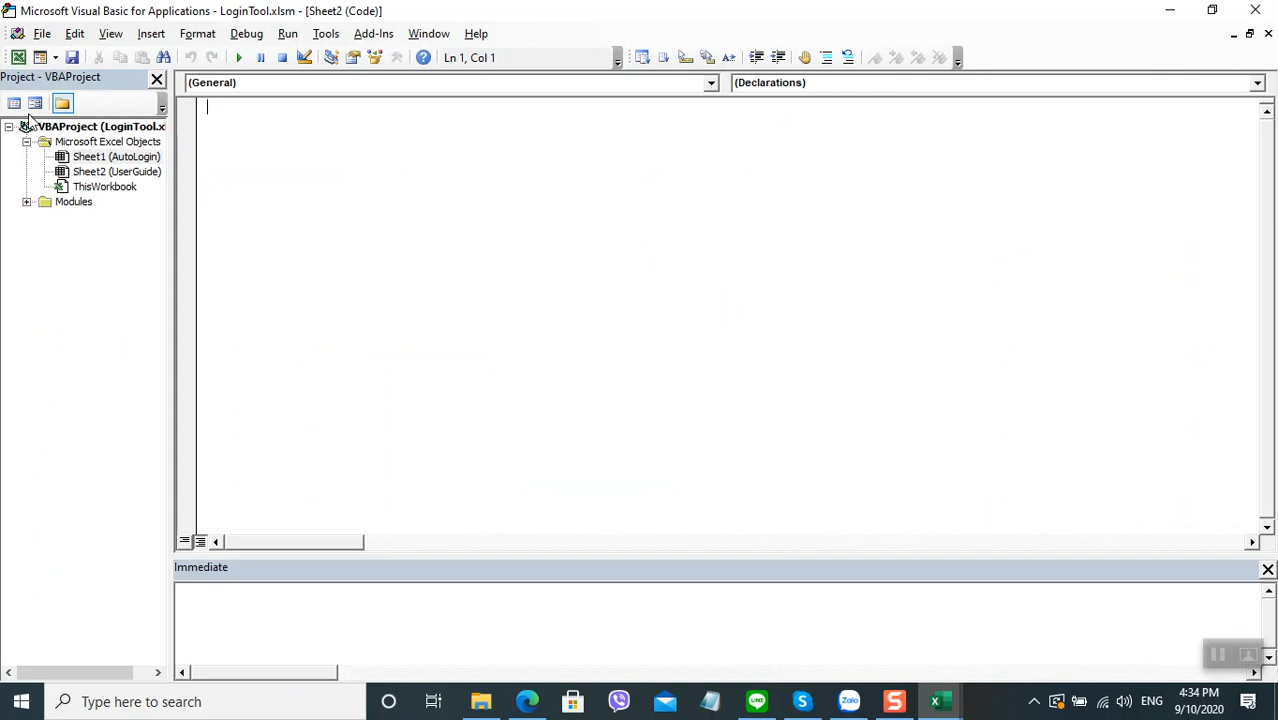 Microsoft Visual Basic for Applications - LoginTool.xlsm - [Sheet2 (Code)]
File Edit View Insert Format Debug Run Tools Add-Ins Window Help
Ln 1, Col 1
Project - VBAProject
(General)
(Declarations)
VBAProject (LoginTool.xl
Microsoft Excel Objects
Sheet1 (AutoLogin)
Sheet2 (UserGuide)
ThisWorkbook
Modules
Immediate
Type here to search
Zalo
S
ENG
4:34 PM
9/10/2020